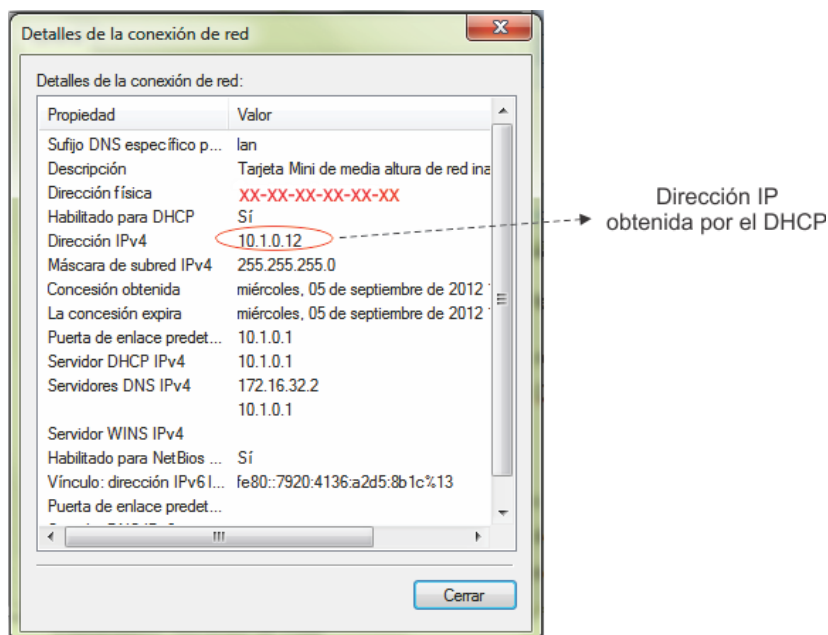 Detalles de la conexión de red
X
Detalles de la conexión de red:
Propiedad Valor
Sufijo DNS específico p... lan
Descripción Tarjeta Mini de media altura de red ina
Dirección física XX-XX-XX-XX-XX-XX
Habilitado para DHCP Sí
Dirección IPv4 10.1.0.12
Máscara de subred IPv4 255.255.255.0
Concesión obtenida miércoles, 05 de septiembre de 2012
La concesión expira miércoles, 05 de septiembre de 2012
Puerta de enlace predet... 10.1.0.1
Servidor DHCP IPv4 10.1.0.1
Servidores DNS IPv4 172.16.32.2
10.1.0.1
Servidor WINS IPv4
Habilitado para NetBios ... Sí
Vínculo: dirección IPv6 l... fe80::7920:4136:a2d5:8b1c%13
Puerta de enlace predet...
Cerrar
Dirección IP
obtenida por el DHCP